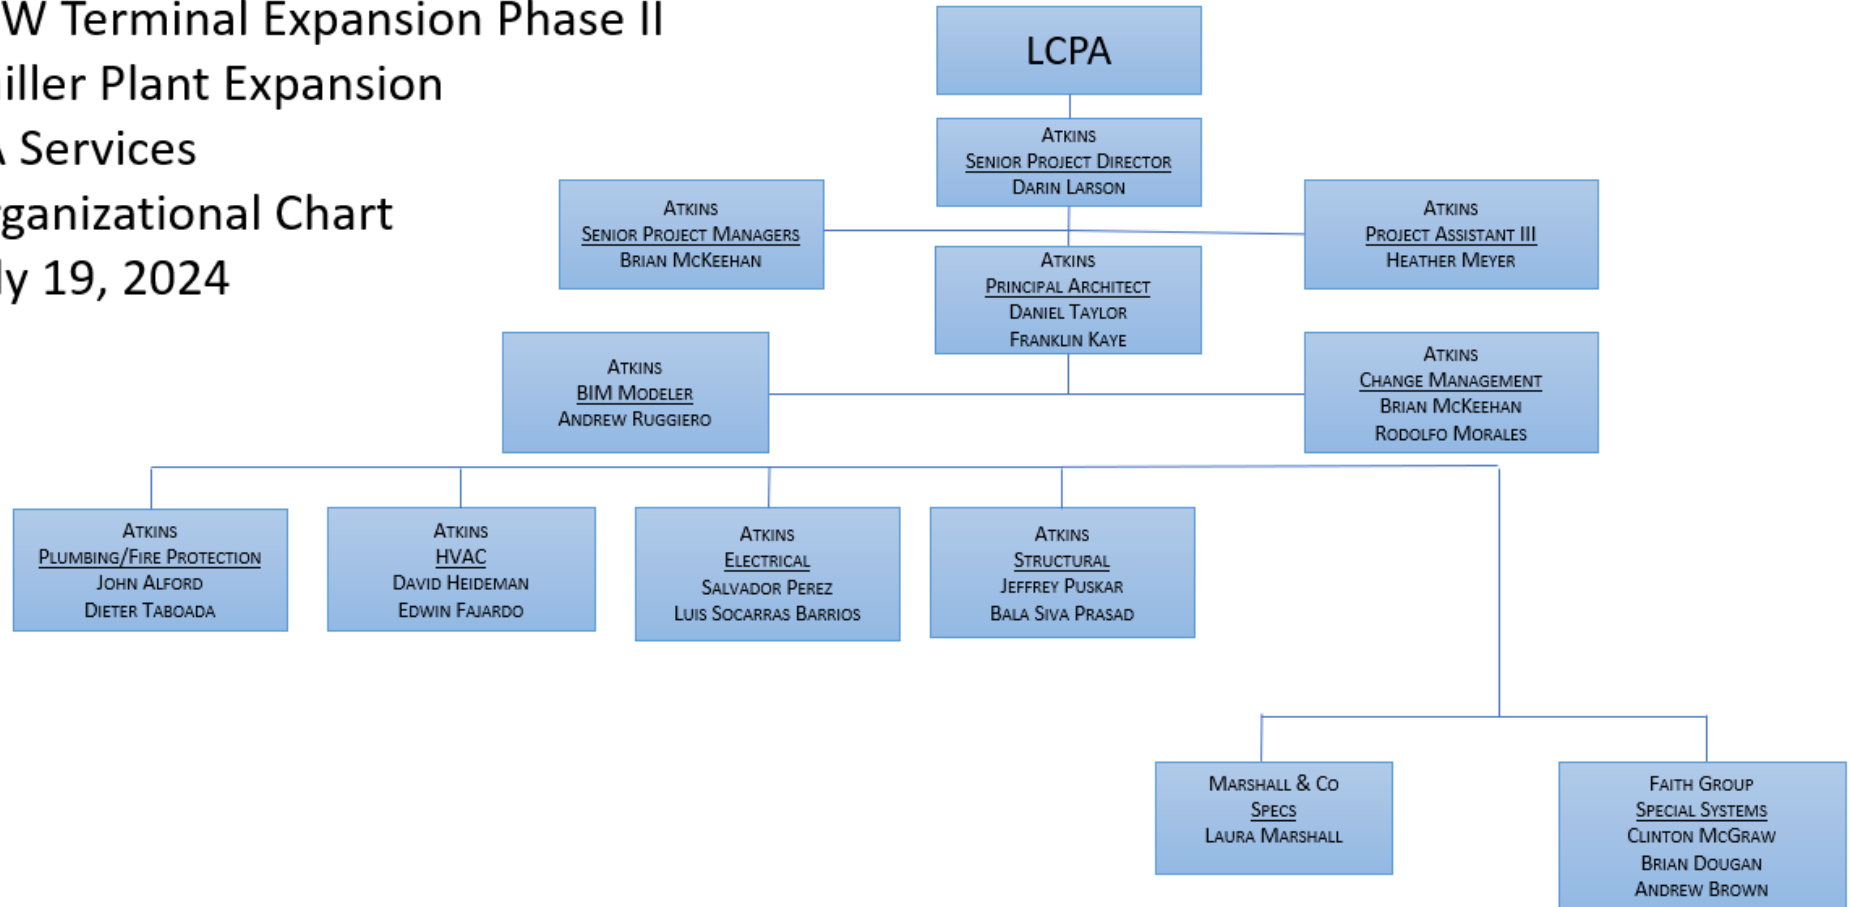 W Terminal Expansion Phase II
iller Plant Expansion
A Services
rganizational Chart
ly 19, 2024
LCPA
ATKINS
SENIOR PROJECT DIRECTOR
DARIN LARSON
ATKINS
SENIOR PROJECT MANAGERS
BRIAN MCKEEHAN
ATKINS
PROJECT ASSISTANT III
HEATHER MEYER
ATKINS
PRINCIPAL ARCHITECT
DANIEL TAYLOR
FRANKLIN KAYE
ATKINS
BIM MODELER
ANDREW RUGGIERO
ATKINS
CHANGE MANAGEMENT
BRIAN MCKEEHAN
RODOLFO MORALES
ATKINS
PLUMBING/FIRE PROTECTION
JOHN ALFORD
DIETER TABOADA
ATKINS
HVAC
DAVID HEIDEMAN
EDWIN FAJARDO
ATKINS
ELECTRICAL
SALVADOR PEREZ
LUIS SOCARRAS BARRIOS
ATKINS
STRUCTURAL
JEFFREY PUSKAR
BALA SIVA PRASAD
MARSHALL & CO
SPECS
LAURA MARSHALL
FAITH GROUP
SPECIAL SYSTEMS
CLINTON MCGRAW
BRIAN DOUGAN
ANDREW BROWN